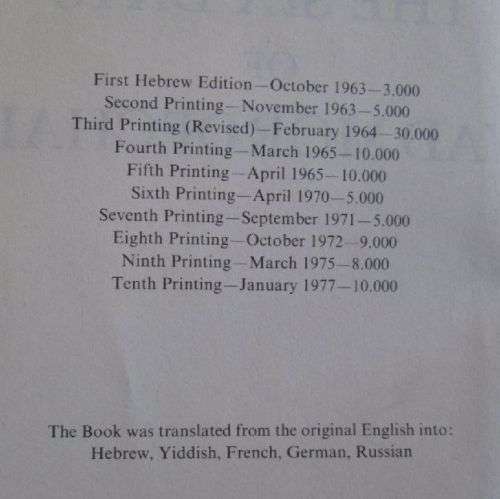 First Hebrew Edition—October 1963—3.000
Second Printing—November 1963—5.000
Third Printing (Revised)—February 1964—30.000
Fourth Printing—March 1965—10.000
Fifth Printing—April 1965—10.000
Sixth Printing—April 1970—5.000
Seventh Printing—September 1971—5.000
Eighth Printing—October 1972—9.000
Ninth Printing—March 1975—8.000
Tenth Printing—January 1977—10.000
The Book was translated from the original English into:
Hebrew, Yiddish, French, German, Russian